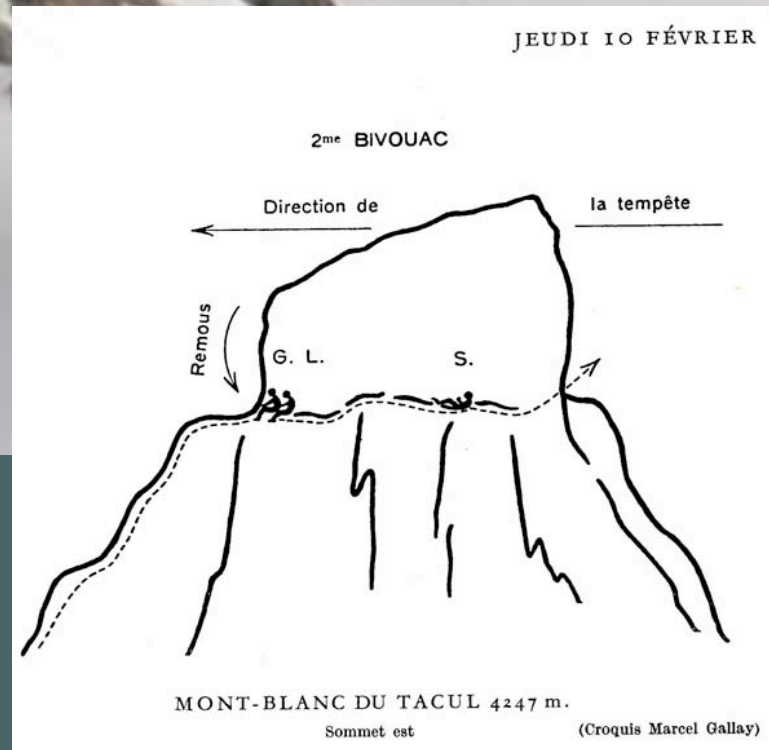 JEUDI 10 FÉVRIER
2me BIVOUAC
Direction de la tempête
Remous
G. L. S.
MONT-BLANC DU TACUL 4247 m.
Sommet est (Croquis Marcel Gallay)